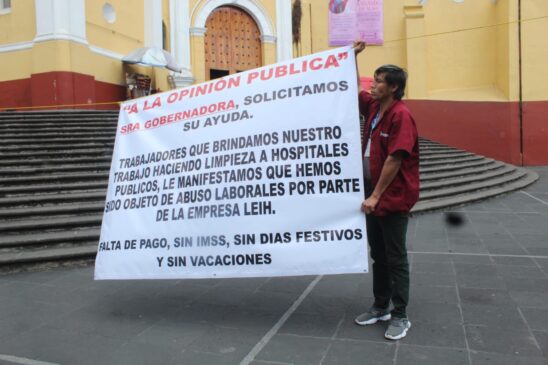 "A LA OPINION PUBLICA"
SRA GOBERNADORA, SOLICITAMOS
SU AYUDA.
TRABAJADORES QUE BRINDAMOS NUESTRO
TRABAJO HACIENDO LIMPIEZA A HOSPITALES
PUBLICOS, LE MANIFESTAMOS QUE HEMOS
SIDO OBJETO DE ABUSO LABORALES POR PARTE
DE LA EMPRESA LEIH.
FALTA DE PAGO, SIN IMSS, SIN DIAS FESTIVOS
Y SIN VACACIONES